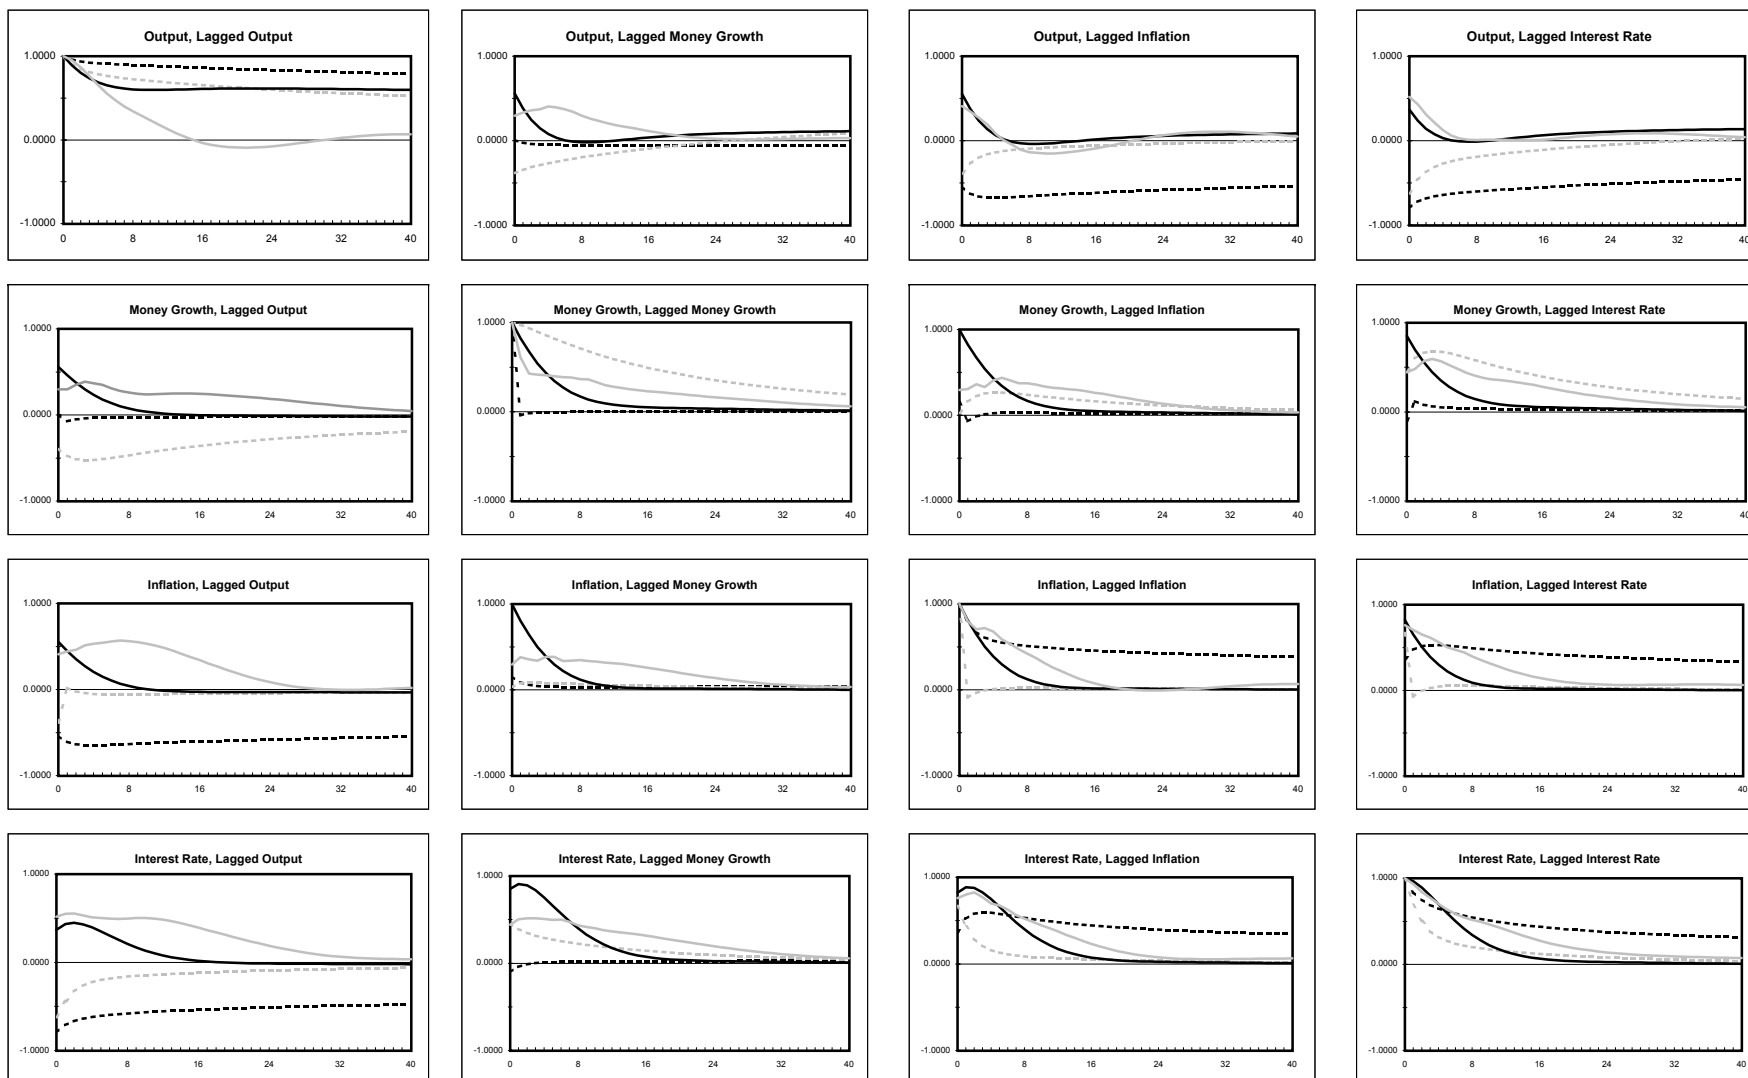 Output, Lagged Output
1.0000
0.0000
-1.0000
0 8 16 24 32 40
Output, Lagged Money Growth
1.0000
0.0000
-1.0000
0 8 16 24 32 40
Output, Lagged Inflation
1.0000
0.0000
-1.0000
0 8 16 24 32 40
Output, Lagged Interest Rate
1.0000
0.0000
-1.0000
0 8 16 24 32 40
Money Growth, Lagged Output
1.0000
0.0000
-1.0000
0 8 16 24 32 40
Money Growth, Lagged Money Growth
1.0000
0.0000
-1.0000
0 8 16 24 32 40
Money Growth, Lagged Inflation
1.0000
0.0000
-1.0000
0 8 16 24 32 40
Money Growth, Lagged Interest Rate
1.0000
0.0000
-1.0000
0 8 16 24 32 40
Inflation, Lagged Output
1.0000
0.0000
-1.0000
0 8 16 24 32 40
Inflation, Lagged Money Growth
1.0000
0.0000
-1.0000
0 8 16 24 32 40
Inflation, Lagged Inflation
1.0000
0.0000
-1.0000
0 8 16 24 32 40
Inflation, Lagged Interest Rate
1.0000
0.0000
-1.0000
0 8 16 24 32 40
Interest Rate, Lagged Output
1.0000
0.0000
-1.0000
0 8 16 24 32 40
Interest Rate, Lagged Money Growth
1.0000
0.0000
-1.0000
0 8 16 24 32 40
Interest Rate, Lagged Inflation
1.0000
0.0000
-1.0000
0 8 16 24 32 40
Interest Rate, Lagged Interest Rate
1.0000
0.0000
-1.0000
0 8 16 24 32 40